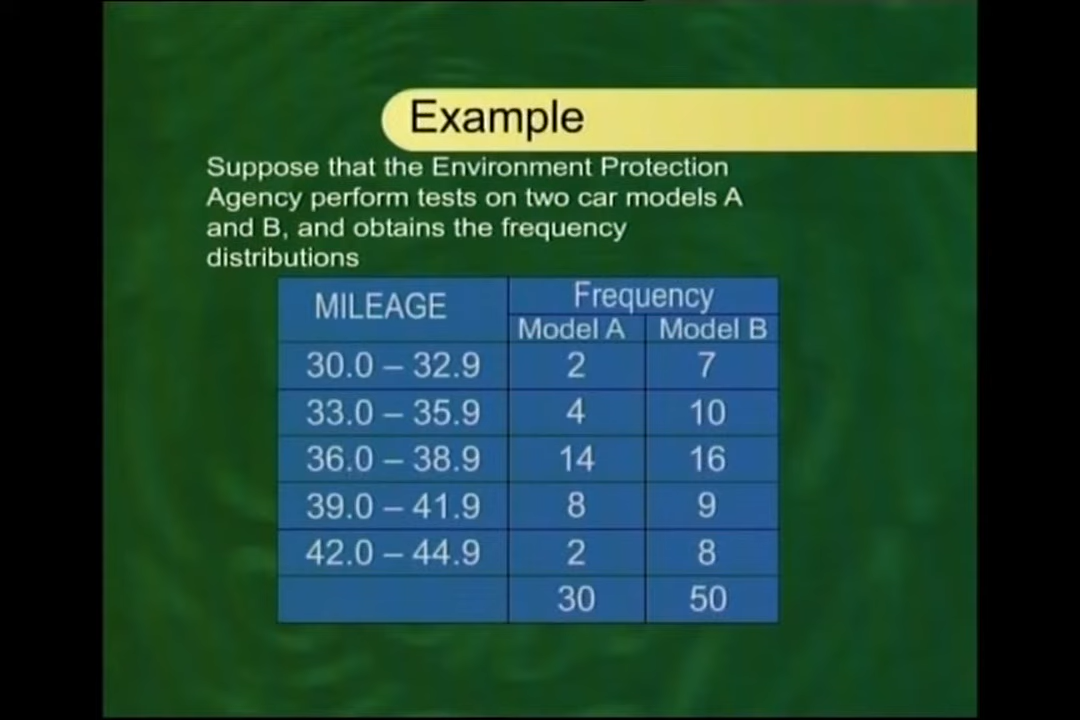 Example
Suppose that the Environment Protection
Agency perform tests on two car models A
and B, and obtains the frequency
distributions
MILEAGE Frequency
Model A Model B
30.0 – 32.9 2 7
33.0 – 35.9 4 10
36.0 – 38.9 14 16
39.0 – 41.9 8 9
42.0 – 44.9 2 8
30 50